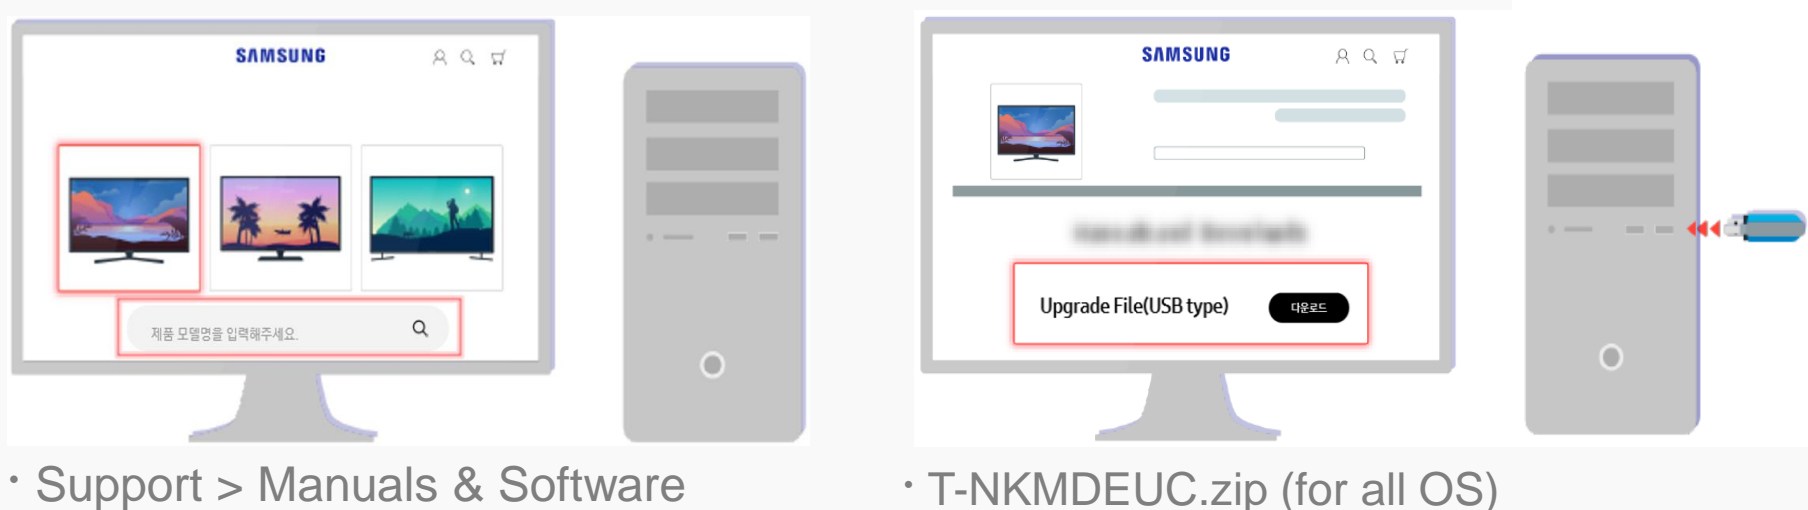 SAMSUNG
제품 모델명을 입력해주세요.
· Support > Manuals & Software
SAMSUNG
Upgrade File(USB type)
다운로드
· T-NKMDEUC.zip (for all OS)